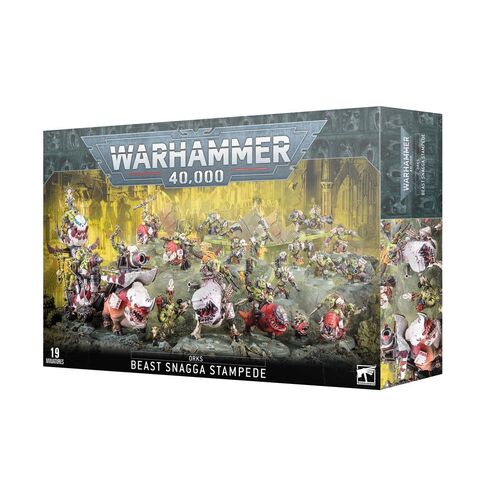 WARHAMMER
40,000
19
MINIATURES
ORKS
BEAST SNAGGA STAMPEDE
WARHAMMER
40,000
ORKS
BEAST SNAGGA STAMPEDE